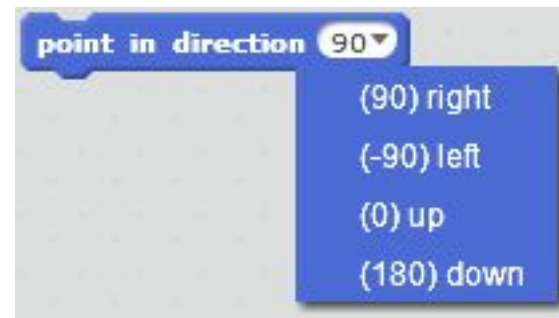 point in direction 90▼
(90) right
(-90) left
(0) up
(180) down